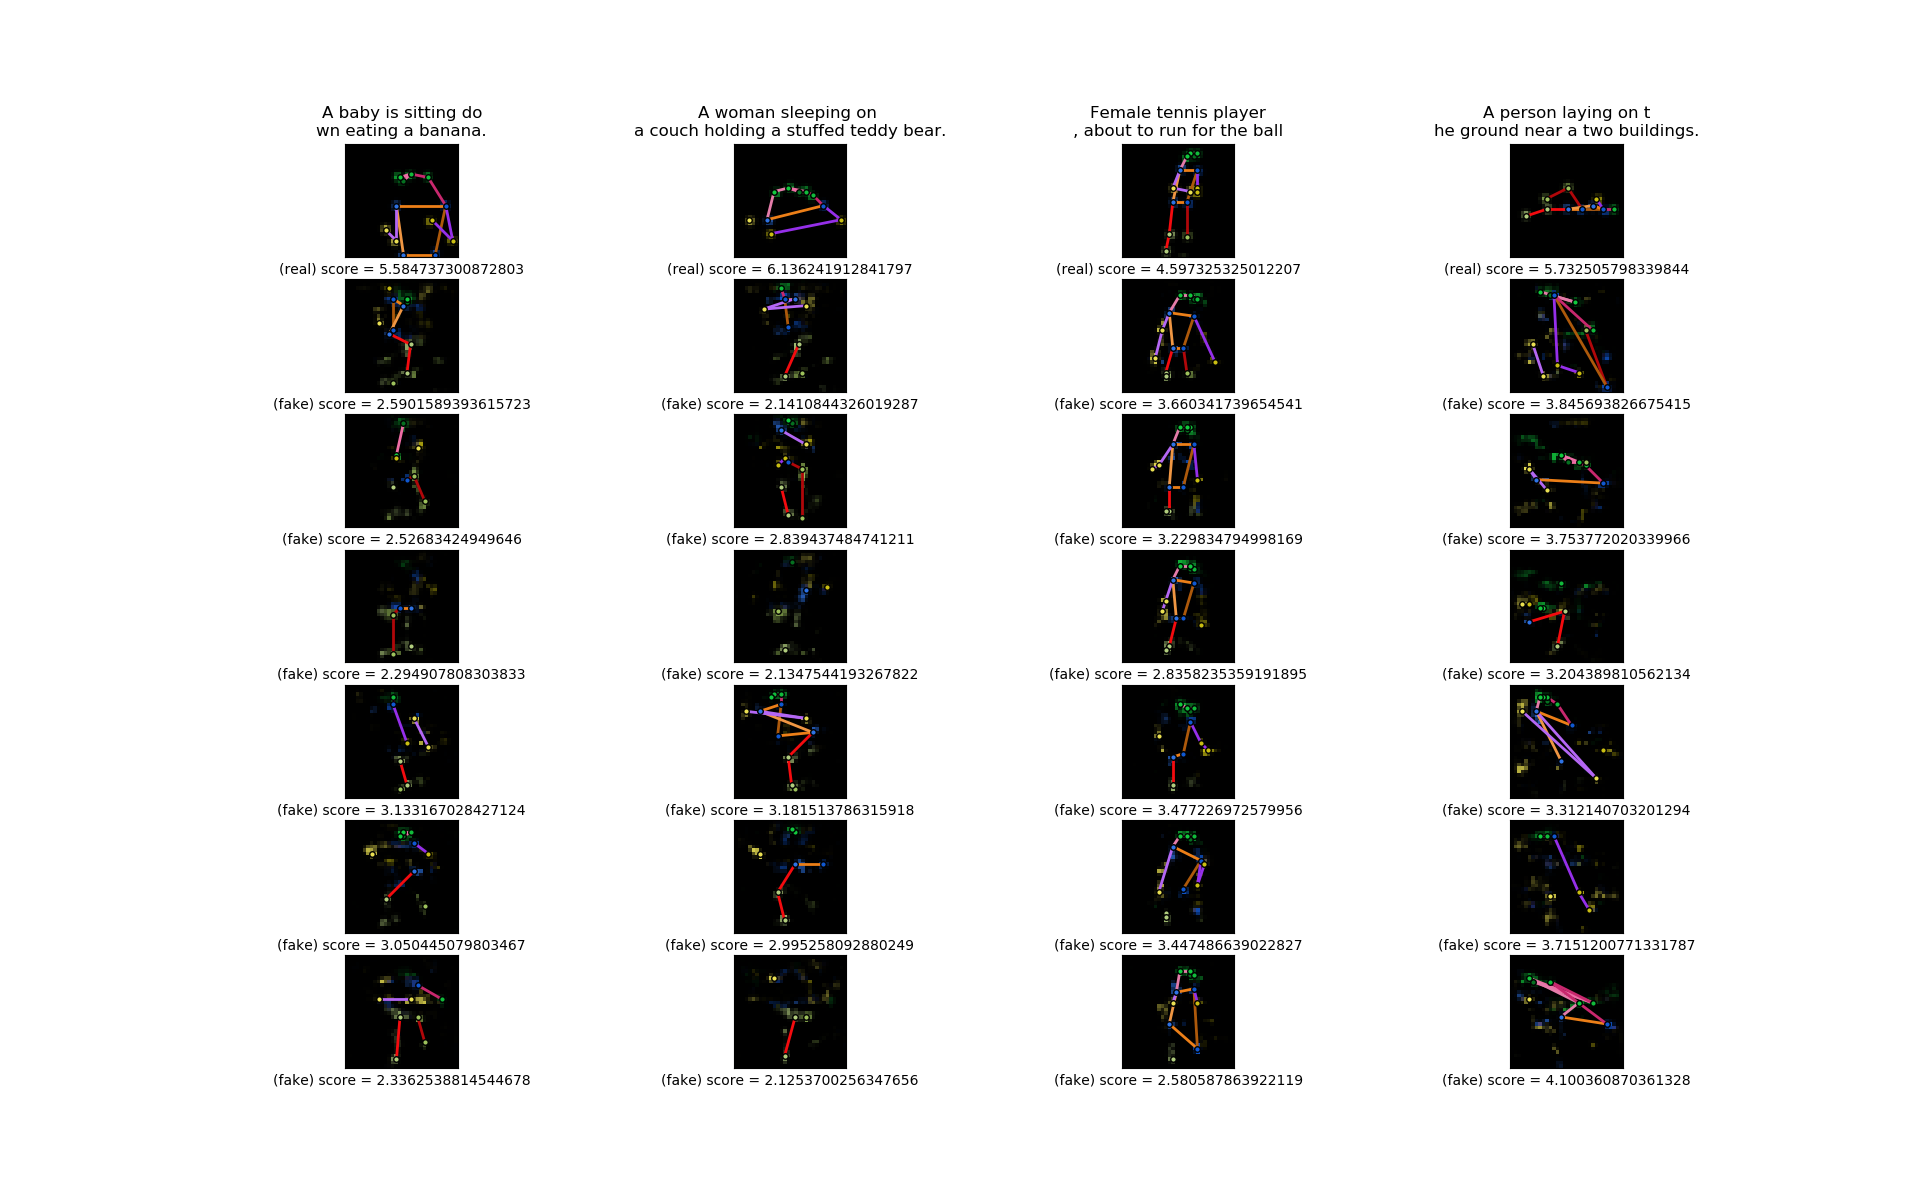 A baby is sitting do
wn eating a banana.
A woman sleeping on
a couch holding a stuffed teddy bear.
Female tennis player
, about to run for the ball
A person laying on t
he ground near a two buildings.
(real) score = 5.584737300872803
(real) score = 6.136241912841797
(real) score = 4.597325325012207
(real) score = 5.732505798339844
(fake) score = 2.5901589393615723
(fake) score = 2.1410844326019287
(fake) score = 3.660341739654541
(fake) score = 3.845693826675415
(fake) score = 2.52683424949646
(fake) score = 2.839437484741211
(fake) score = 3.229834794998169
(fake) score = 3.753772020339966
(fake) score = 2.294907808303833
(fake) score = 2.1347544193267822
(fake) score = 2.8358235359191895
(fake) score = 3.204389810562134
(fake) score = 3.133167028427124
(fake) score = 3.181513786315918
(fake) score = 3.477226972579956
(fake) score = 3.312140703201294
(fake) score = 3.050445079803467
(fake) score = 2.995258092880249
(fake) score = 3.447486639022827
(fake) score = 3.7151200771331787
(fake) score = 2.3362538814544678
(fake) score = 2.1253700256347656
(fake) score = 2.580587863922119
(fake) score = 4.100360870361328